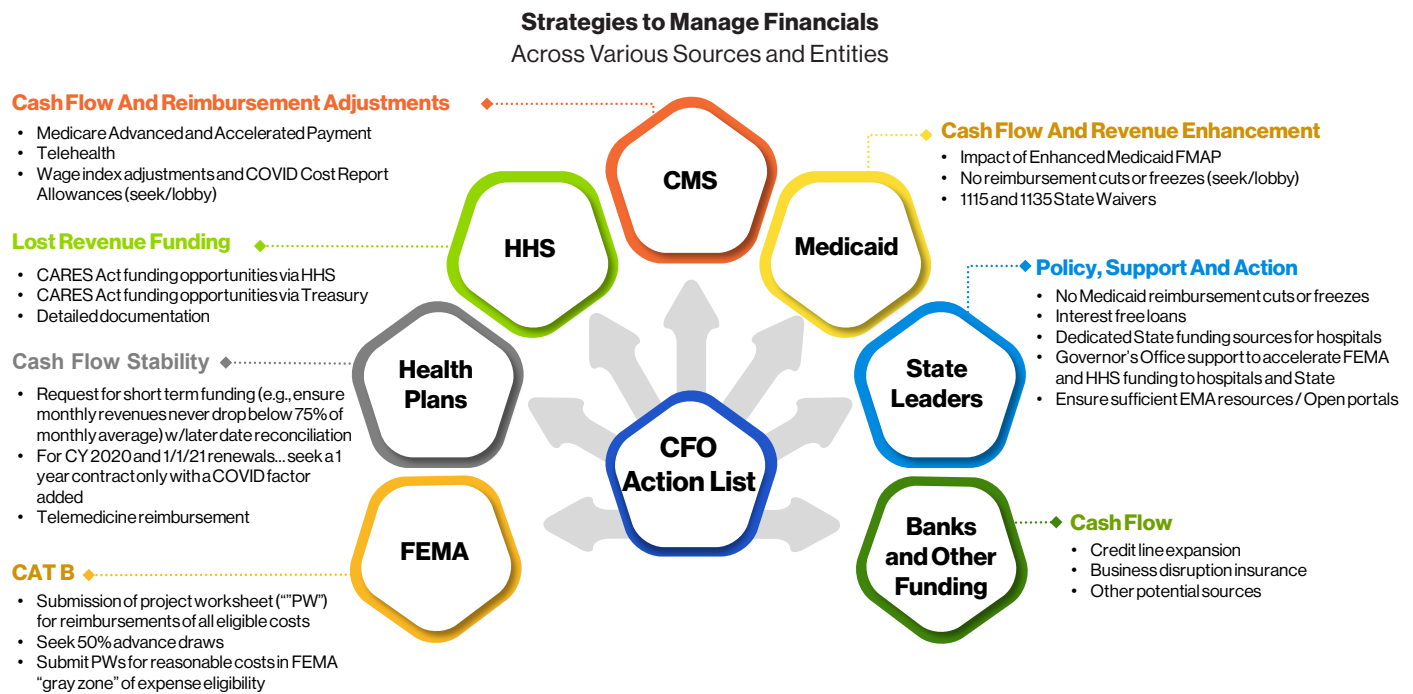 Strategies to Manage Financials
Across Various Sources and Entities
Cash Flow And Reimbursement Adjustments
• Medicare Advanced and Accelerated Payment
• Telehealth
• Wage index adjustments and COVID Cost Report
Allowances (seek/lobby)
CMS
Cash Flow And Revenue Enhancement
• Impact of Enhanced Medicaid FMAP
• No reimbursement cuts or freezes (seek/lobby)
• 1115 and 1135 State Waivers
Medicaid
Lost Revenue Funding
• CARES Act funding opportunities via HHS
• CARES Act funding opportunities via Treasury
• Detailed documentation
HHS
Policy, Support And Action
• No Medicaid reimbursement cuts or freezes
• Interest free loans
• Dedicated State funding sources for hospitals
• Governor's Office support to accelerate FEMA
and HHS funding to hospitals and State
• Ensure sufficient EMA resources / Open portals
State
Leaders
Cash Flow Stability
• Request for short term funding (e.g., ensure
monthly revenues never drop below 75% of
monthly average) w/later date reconciliation
• For CY 2020 and 1/1/21 renewals... seek a 1
year contract only with a COVID factor
added
• Telemedicine reimbursement
Health
Plans
CFO
Action List
Cash Flow
• Credit line expansion
• Business disruption insurance
• Other potential sources
Banks
and Other
Funding
CAT B
• Submission of project worksheet (“"PW”)
for reimbursements of all eligible costs
• Seek 50% advance draws
• Submit PWs for reasonable costs in FEMA
“gray zone” of expense eligibility
FEMA